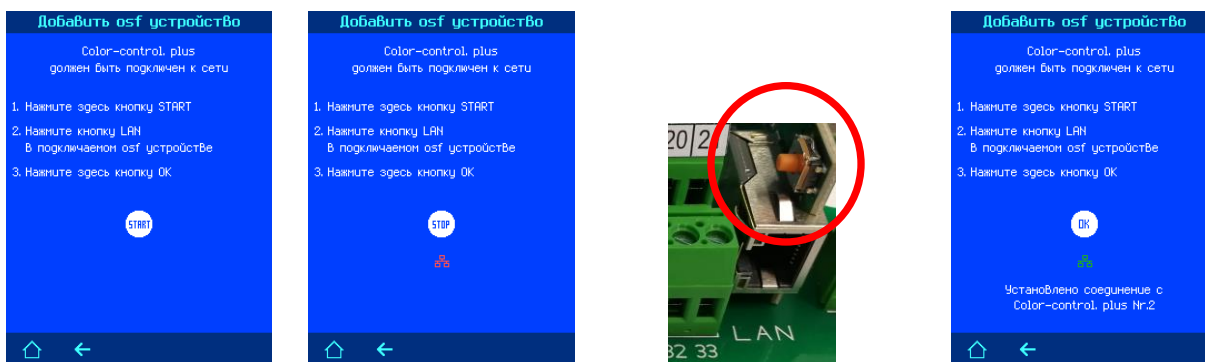 Добавить osf устройство
Color-control. plus
должен быть подключен к сети
1. Нажмите здесь кнопку START
2. Нажмите кнопку LAN
В подключаемом osf устройстве
3. Нажмите здесь кнопку OK
START
Добавить osf устройство
Color-control. plus
должен быть подключен к сети
1. Нажмите здесь кнопку START
2. Нажмите кнопку LAN
В подключаемом osf устройстве
3. Нажмите здесь кнопку OK
STOP
20
LAN
32 33
Добавить osf устройство
Color-control. plus
должен быть подключен к сети
1. Нажмите здесь кнопку START
2. Нажмите кнопку LAN
В подключаемом osf устройстве
3. Нажмите здесь кнопку OK
OK
Установлено соединение с
Color-control. plus Nr.2